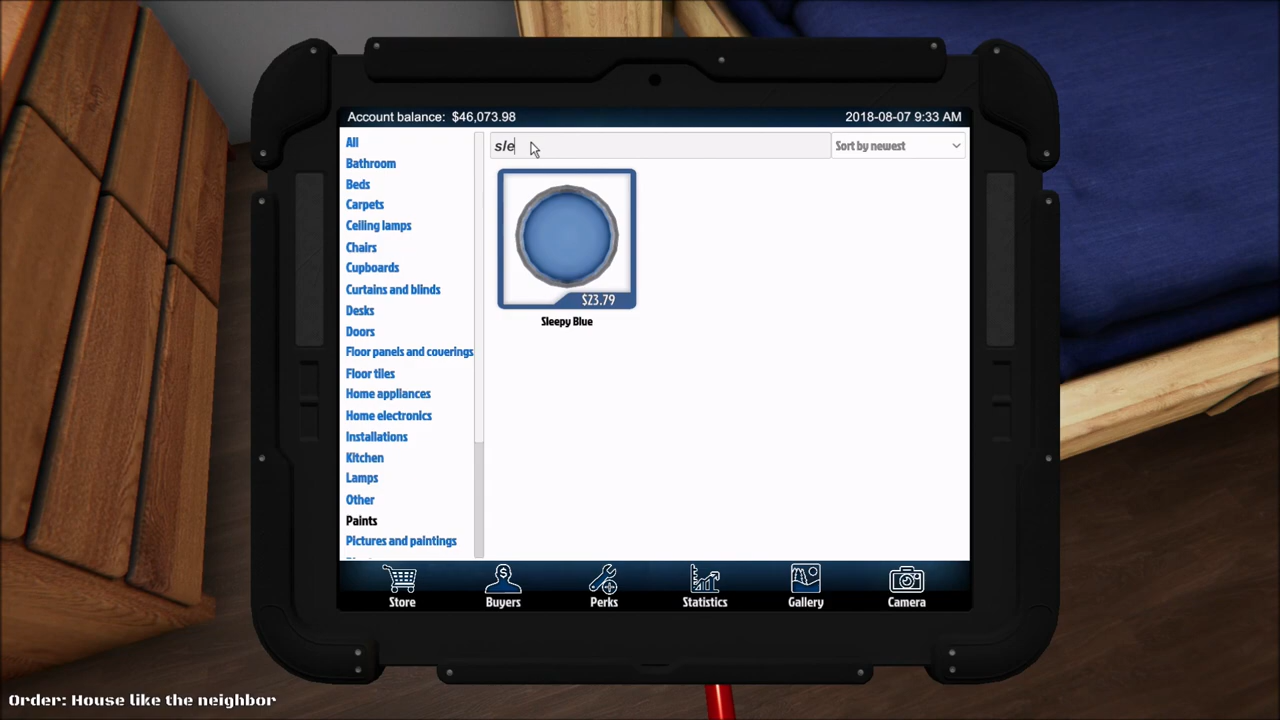 Account balance: $46,073.98
2018-08-07 9:33 AM
All
Bathroom
Beds
Carpets
Ceiling lamps
Chairs
Cupboards
Curtains and blinds
Desks
Doors
Floor panels and coverings
Floor tiles
Home appliances
Home electronics
Installations
Kitchen
Lamps
Other
Paints
Pictures and paintings
sle
Sort by newest
$23.79
Sleepy Blue
Store
Buyers
Perks
Statistics
Gallery
Camera
Order: House like the neighbor